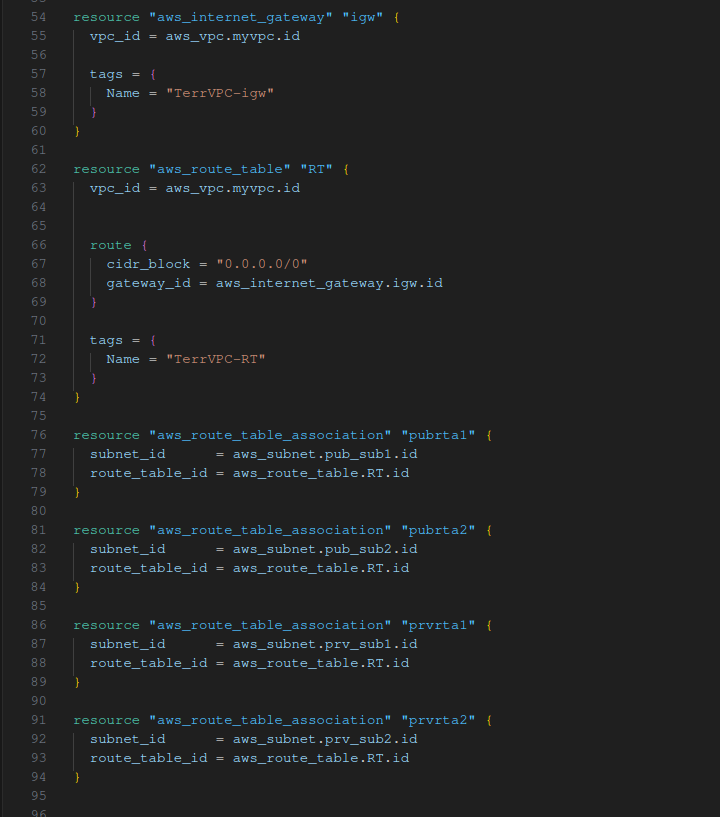 54 resource "aws_internet_gateway" "igw" {
55 vpc_id = aws_vpc.myvpc.id
56
57 tags = {
58 Name = "TerrVPC-igw"
59 }
60 }
61
62 resource "aws_route_table" "RT" {
63 vpc_id = aws_vpc.myvpc.id
64
65
66 route {
67 cidr_block = "0.0.0.0/0"
68 gateway_id = aws_internet_gateway.igw.id
69 }
70
71 tags = {
72 Name = "TerrVPC-RT"
73 }
74 }
75
76 resource "aws_route_table_association" "pubrta1" {
77 subnet_id      = aws_subnet.pub_sub1.id
78 route_table_id = aws_route_table.RT.id
79 }
80
81 resource "aws_route_table_association" "pubrta2" {
82 subnet_id      = aws_subnet.pub_sub2.id
83 route_table_id = aws_route_table.RT.id
84 }
85
86 resource "aws_route_table_association" "prvrta1" {
87 subnet_id      = aws_subnet.prv_sub1.id
88 route_table_id = aws_route_table.RT.id
89 }
90
91 resource "aws_route_table_association" "prvrta2" {
92 subnet_id      = aws_subnet.prv_sub2.id
93 route_table_id = aws_route_table.RT.id
94 }
95
96